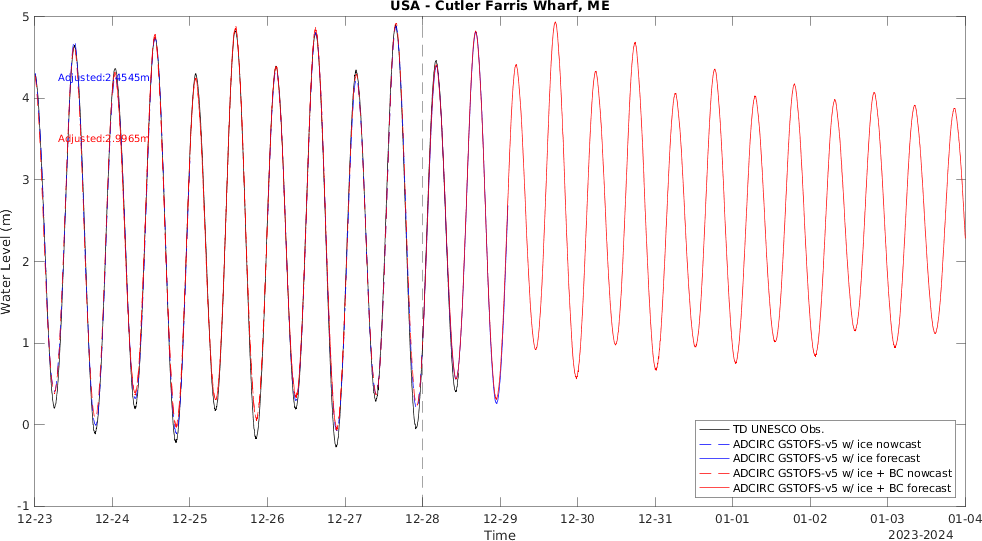 USA - Cutler Farris Wharf, ME
Water Level (m)
5
4
3
2
1
0
-1
Adjusted:2.4545m
Adjusted:2.9965m
TD UNESCO Obs.
ADCIRC GSTOFS-v5 w/ ice nowcast
ADCIRC GSTOFS-v5 w/ ice forecast
ADCIRC GSTOFS-v5 w/ ice + BC nowcast
ADCIRC GSTOFS-v5 w/ ice + BC forecast
12-23 12-24 12-25 12-26 12-27 12-28 12-29 12-30 12-31 01-01 01-02 01-03 01-04
Time
2023-2024